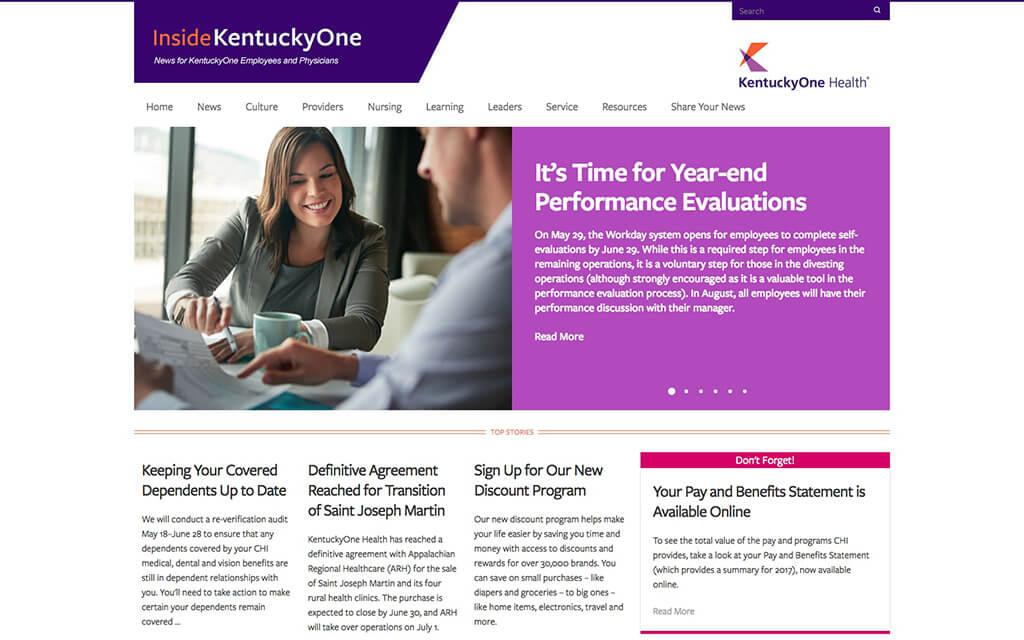 Search
Inside KentuckyOne
News for KentuckyOne Employees and Physicians
KentuckyOne Health®
Home News Culture Providers Nursing Learning Leaders Service Resources Share Your News
It's Time for Year-end
Performance Evaluations
On May 29, the Workday system opens for employees to complete self-
evaluations by June 29. While this is a required step for employees in the
remaining operations, it is a voluntary step for those in the divesting
operations (although strongly encouraged as it is a valuable tool in the
performance evaluation process). In August, all employees will have their
performance discussion with their manager.
Read More
TOP STORIES
Keeping Your Covered
Dependents Up to Date
We will conduct a re-verification audit
May 18–June 28 to ensure that any
dependents covered by your CHI
medical, dental and vision benefits are
still in dependent relationships with
you. You'll need to take action to make
certain your dependents remain
covered ...
Definitive Agreement
Reached for Transition
of Saint Joseph Martin
KentuckyOne Health has reached a
definitive agreement with Appalachian
Regional Healthcare (ARH) for the sale
of Saint Joseph Martin and its four
rural health clinics. The purchase is
expected to close by June 30, and ARH
will take over operations on July 1.
Sign Up for Our New
Discount Program
Our new discount program helps make
your life easier by saving you time and
money with access to discounts and
rewards for over 30,000 brands. You
can save on small purchases – like
diapers and groceries – to big ones –
like home items, electronics, travel and
more.
Don't Forget!
Your Pay and Benefits Statement is
Available Online
To see the total value of the pay and programs CHI
provides, take a look at your Pay and Benefits Statement
(which provides a summary for 2017), now available
online.
Read More